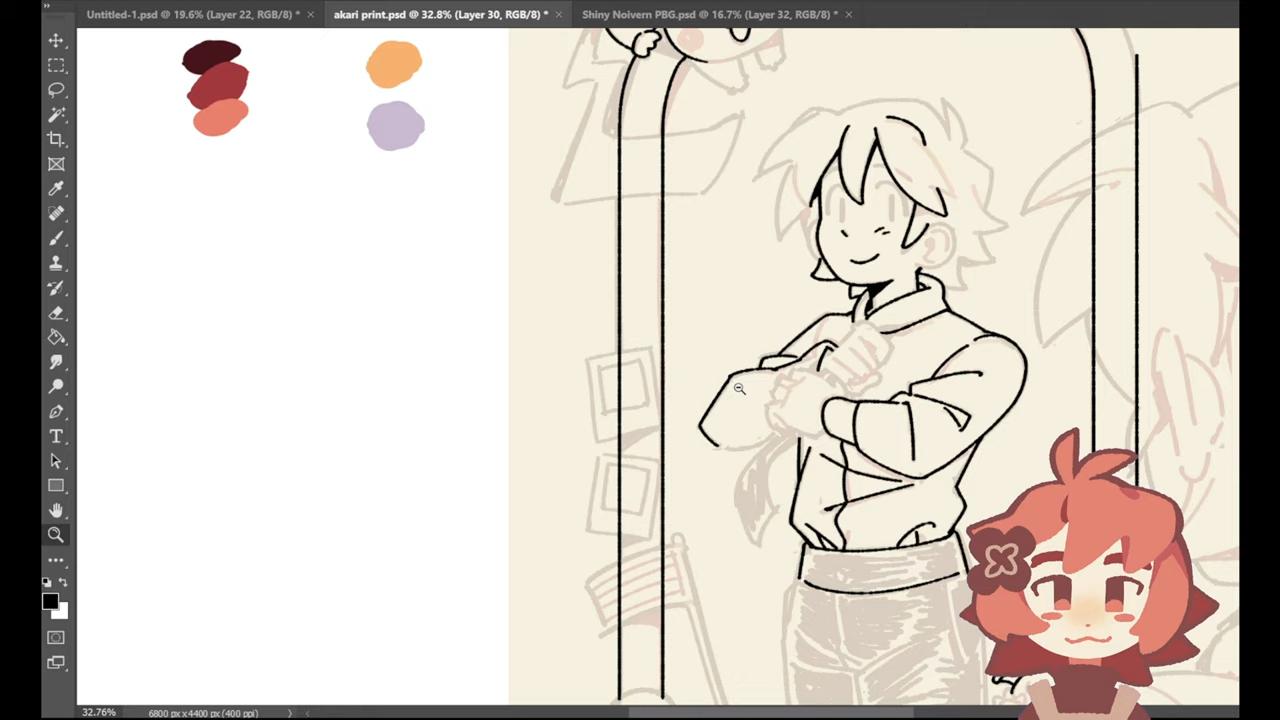 Untitled-1.psd @ 19.6% (Layer 22, RGB/8) * ×
akari print.psd @ 32.8% (Layer 30, RGB/8) * ×
Shiny Noivern PBG.psd @ 16.7% (Layer 32, RGB/8) * ×
32.76% 6800 px x 4400 px (400 ppi)